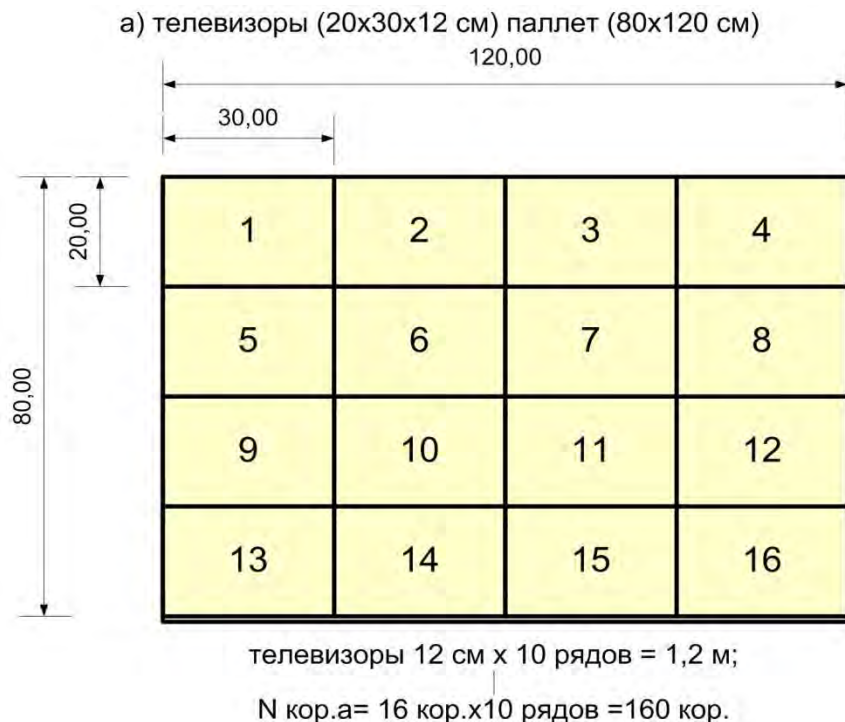 а) телевизоры (20х30х12 см) паллет (80х120 см)
120,00
30,00
20,00
80,00
1 2 3 4
5 6 7 8
9 10 11 12
13 14 15 16
телевизоры 12 см х 10 рядов = 1,2 м;
N кор.а= 16 кор.х10 рядов =160 кор.